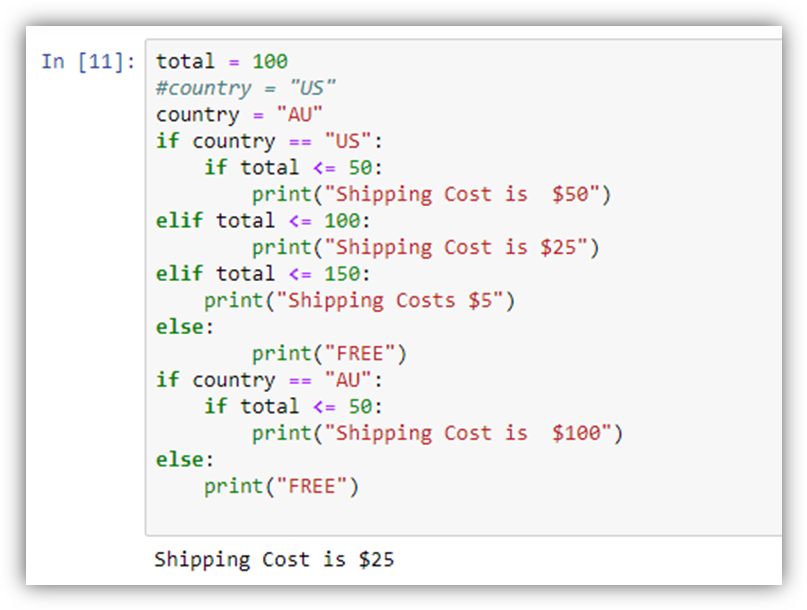 In [11]: total = 100
#country = "US"
country = "AU"
if country == "US":
    if total <= 50:
        print("Shipping Cost is  $50")
elif total <= 100:
        print("Shipping Cost is $25")
elif total <= 150:
    print("Shipping Costs $5")
else:
        print("FREE")
if country == "AU":
    if total <= 50:
        print("Shipping Cost is  $100")
else:
    print("FREE")
Shipping Cost is $25